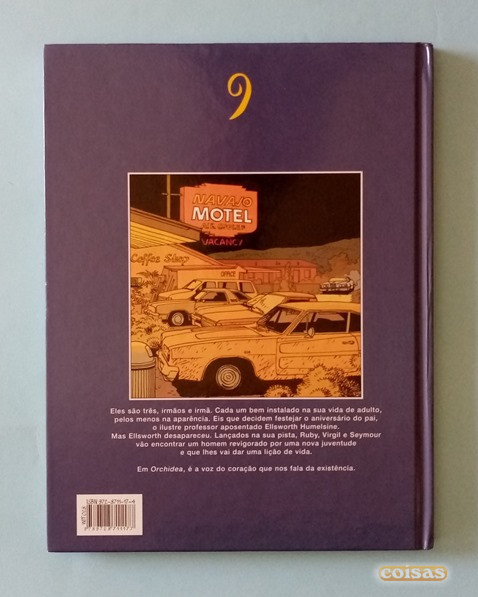 9
NAVAJO
MOTEL
VACANCY
Coffee Shop
OFFICE
Eles são três, irmãos e irmã. Cada um bem instalado na sua vida de adulto,
pelos menos na aparência. Eis que decidem festejar o aniversário do pai,
o ilustre professor aposentado Ellsworth Humelsine.
Mas Ellsworth desapareceu. Lançados na sua pista, Ruby, Virgil e Seymour
vão encontrar um homem revigorado por uma nova juventude
e que lhes vai dar uma lição de vida.
Em Orchidea, é a voz do coração que nos fala da existência.
coisas